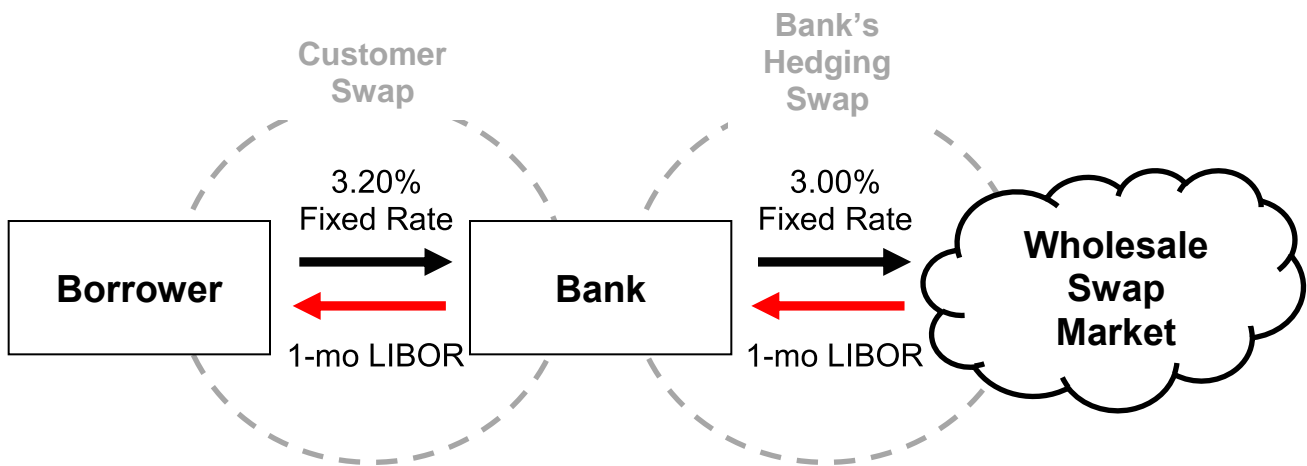 Customer
Swap
Bank's
Hedging
Swap
3.20%
Fixed Rate
3.00%
Fixed Rate
Borrower
Bank
Wholesale
Swap
Market
1-mo LIBOR
1-mo LIBOR